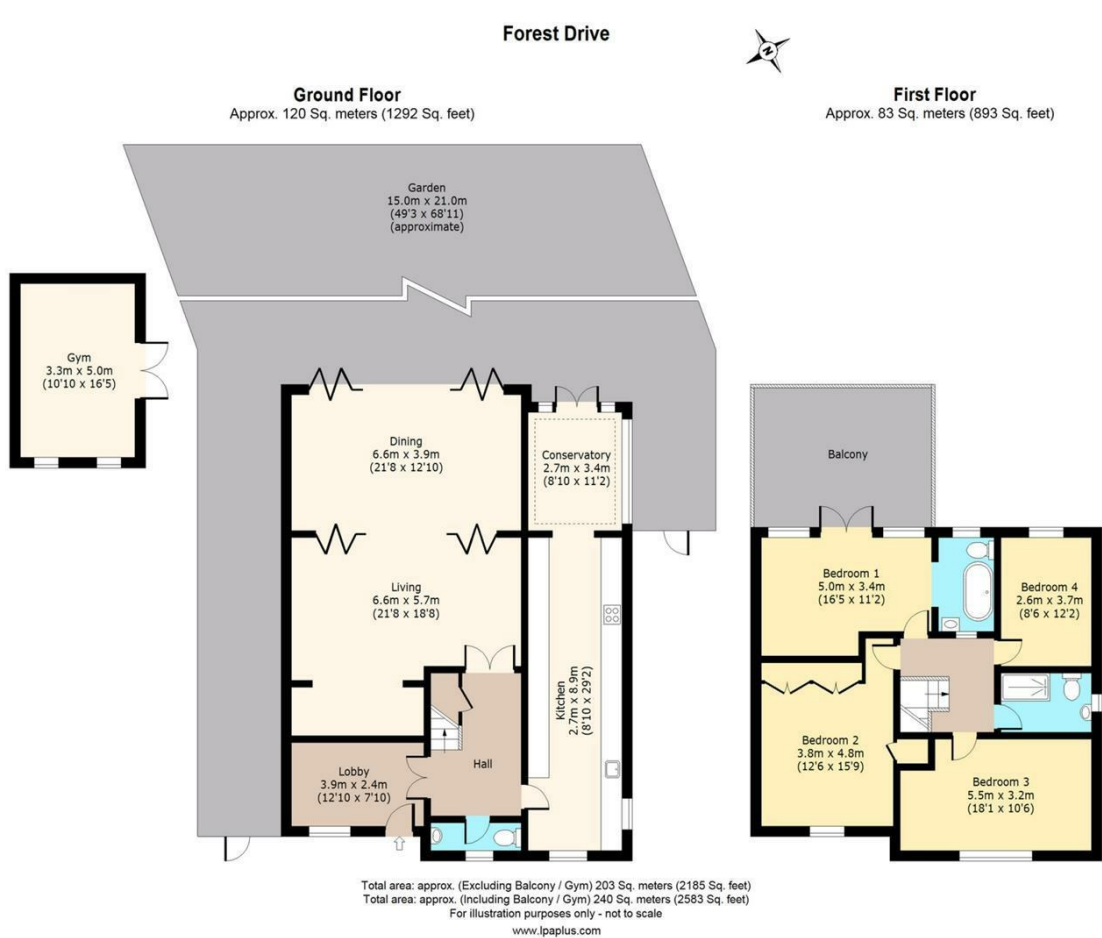 Forest Drive
N
Ground Floor
Approx. 120 Sq. meters (1292 Sq. feet)
First Floor
Approx. 83 Sq. meters (893 Sq. feet)
Garden
15.0m x 21.0m
(49'3 x 68'11)
(approximate)
Gym
3.3m x 5.0m
(10'10 x 16'5)
Dining
6.6m x 3.9m
(21'8 x 12'10)
Conservatory
2.7m x 3.4m
(8'10 x 11'2)
Living
6.6m x 5.7m
(21'8 x 18'8)
Kitchen
2.7m x 8.9m
(8'10 x 29'2)
Hall
Lobby
3.9m x 2.4m
(12'10 x 7'10)
Balcony
Bedroom 1
5.0m x 3.4m
(16'5 x 11'2)
Bedroom 4
2.6m x 3.7m
(8'6 x 12'2)
Bedroom 2
3.8m x 4.8m
(12'6 x 15'9)
Bedroom 3
5.5m x 3.2m
(18'1 x 10'6)
Total area: approx. (Excluding Balcony / Gym) 203 Sq. meters (2185 Sq. feet)
Total area: approx. (Including Balcony / Gym) 240 Sq. meters (2583 Sq. feet)
For illustration purposes only - not to scale
www.lpaplus.com